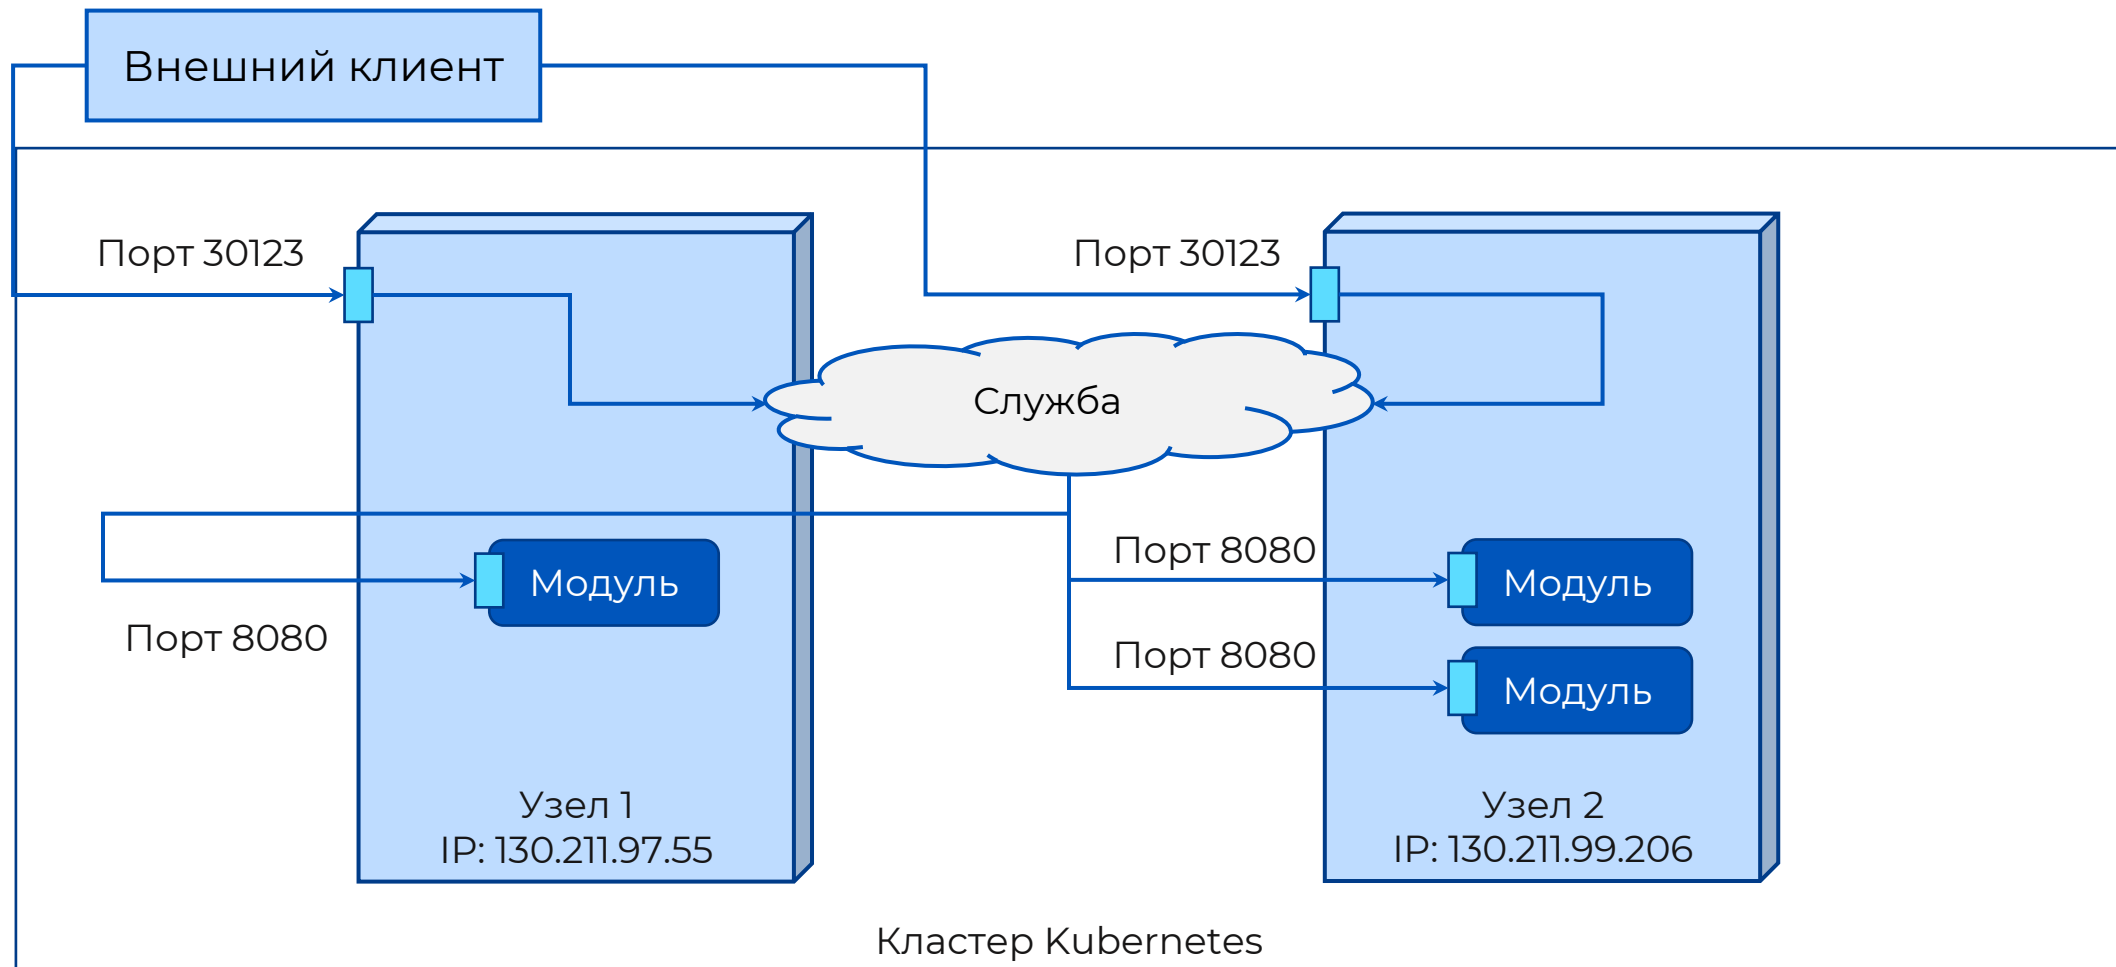 Внешний клиент
Порт 30123
Порт 30123
Служба
Порт 8080
Модуль
Модуль
Порт 8080
Порт 8080
Модуль
Узел 1
IP: 130.211.97.55
Узел 2
IP: 130.211.99.206
Кластер Kubernetes